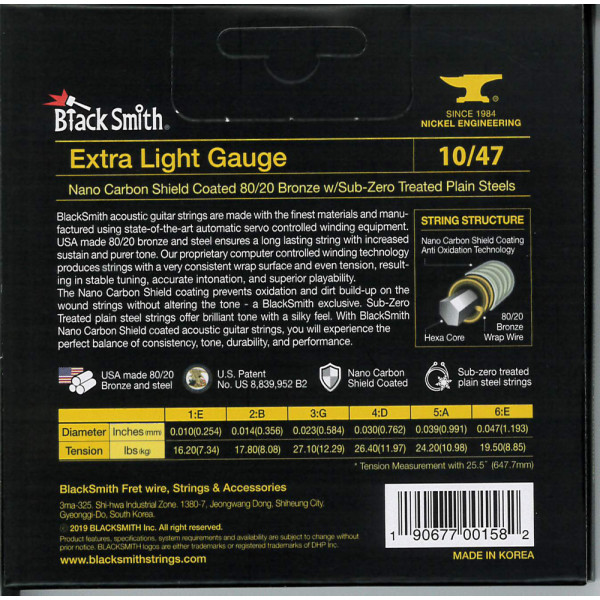 SINCE 1984
NICKEL ENGINEERING
Black Smith®
Extra Light Gauge 10/47
Nano Carbon Shield Coated 80/20 Bronze w/Sub-Zero Treated Plain Steels
BlackSmith acoustic guitar strings are made with the finest materials and manu-
factured using state-of-the-art automatic servo controlled winding equipment.
USA made 80/20 bronze and steel ensures a long lasting string with increased
sustain and purer tone. Our proprietary computer controlled winding technology
produces strings with a very consistent wrap surface and even tension, result-
ing in stable tuning, accurate intonation, and superior playability.
The Nano Carbon Shield coating prevents oxidation and dirt build-up on the
wound strings without altering the tone - a BlackSmith exclusive. Sub-Zero
Treated plain steel strings offer brilliant tone with a silky feel. With BlackSmith
Nano Carbon Shield coated acoustic guitar strings, you will experience the
perfect balance of consistency, tone, durability, and performance.
STRING STRUCTURE
Nano Carbon Shield Coating
Anti Oxidation Technology
80/20
Bronze
Wrap Wire
Hexa Core
USA made 80/20
Bronze and steel
U.S. Patent
No. US 8,839,952 B2
Nano Carbon
Shield Coated
Sub-zero treated
plain steel strings
1:E 2:B 3:G 4:D 5:A 6:E
Diameter Inches(mm) 0.010(0.254) 0.014(0.356) 0.023(0.584) 0.030(0.762) 0.039(0.991) 0.047(1.193)
Tension lbs(kg) 16.20(7.34) 17.80(8.08) 27.10(12.29) 26.40(11.97) 24.20(10.98) 19.50(8.85)
* Tension Measurement with 25.5" (647.7mm)
BlackSmith Fret wire, Strings & Accessories
3ma-325. Shi-hwa Industrial Zone. 1380-7, Jeongwang Dong, Shiheung City.
Gyeonggi-Do, South Korea.
© 2019 BLACKSMITH Inc. All right reserved.
Product features, specifications, system requirements and availability are subject to change without
prior notice. BLACKSMITH logos are either trademarks or registered trademarks of DHP Inc.
www.blacksmithstrings.com
1 90677 00158 2
MADE IN KOREA